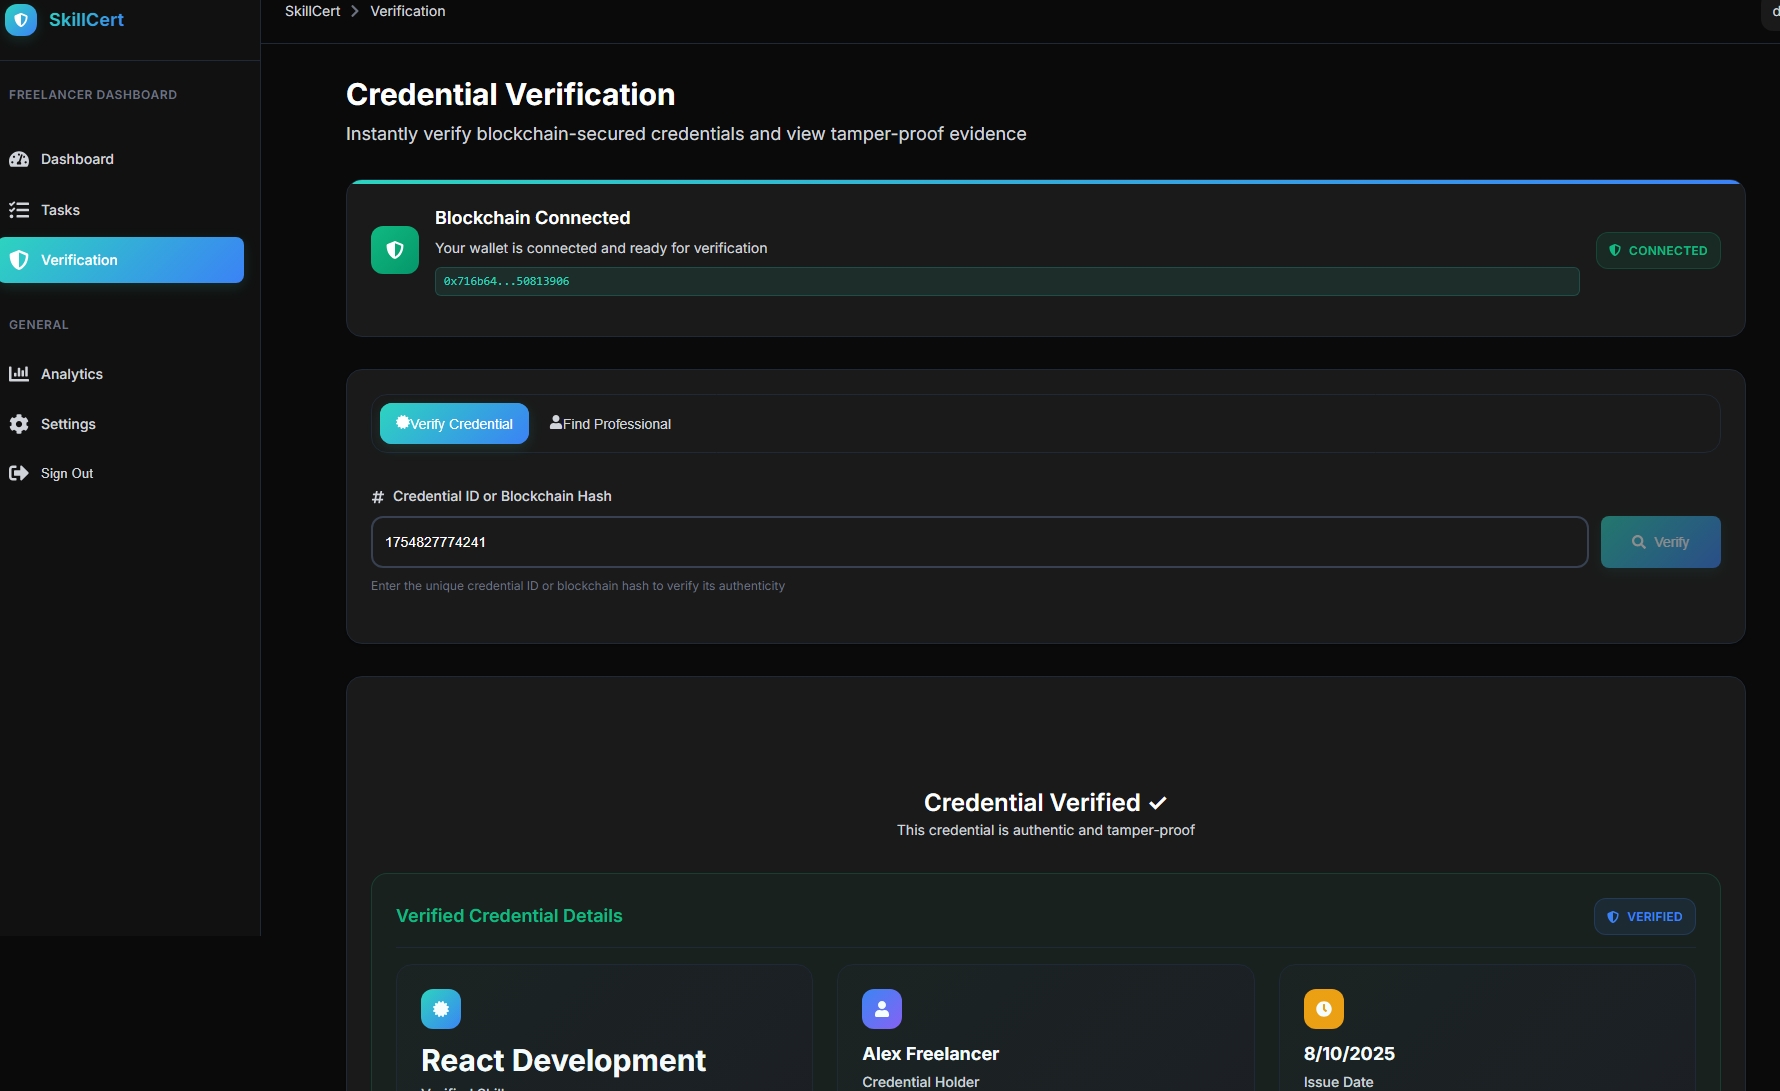 SkillCert
SkillCert
Verification
FREELANCER DASHBOARD
Dashboard
Tasks
Verification
GENERAL
Analytics
Settings
Sign Out
Credential Verification
Instantly verify blockchain-secured credentials and view tamper-proof evidence
Blockchain Connected
Your wallet is connected and ready for verification
0x716b64...50813906
CONNECTED
Verify Credential
Find Professional
# Credential ID or Blockchain Hash
1754827774241
Verify
Enter the unique credential ID or blockchain hash to verify its authenticity
Credential Verified ✓
This credential is authentic and tamper-proof
Verified Credential Details
VERIFIED
React Development
Alex Freelancer
Credential Holder
8/10/2025
Issue Date